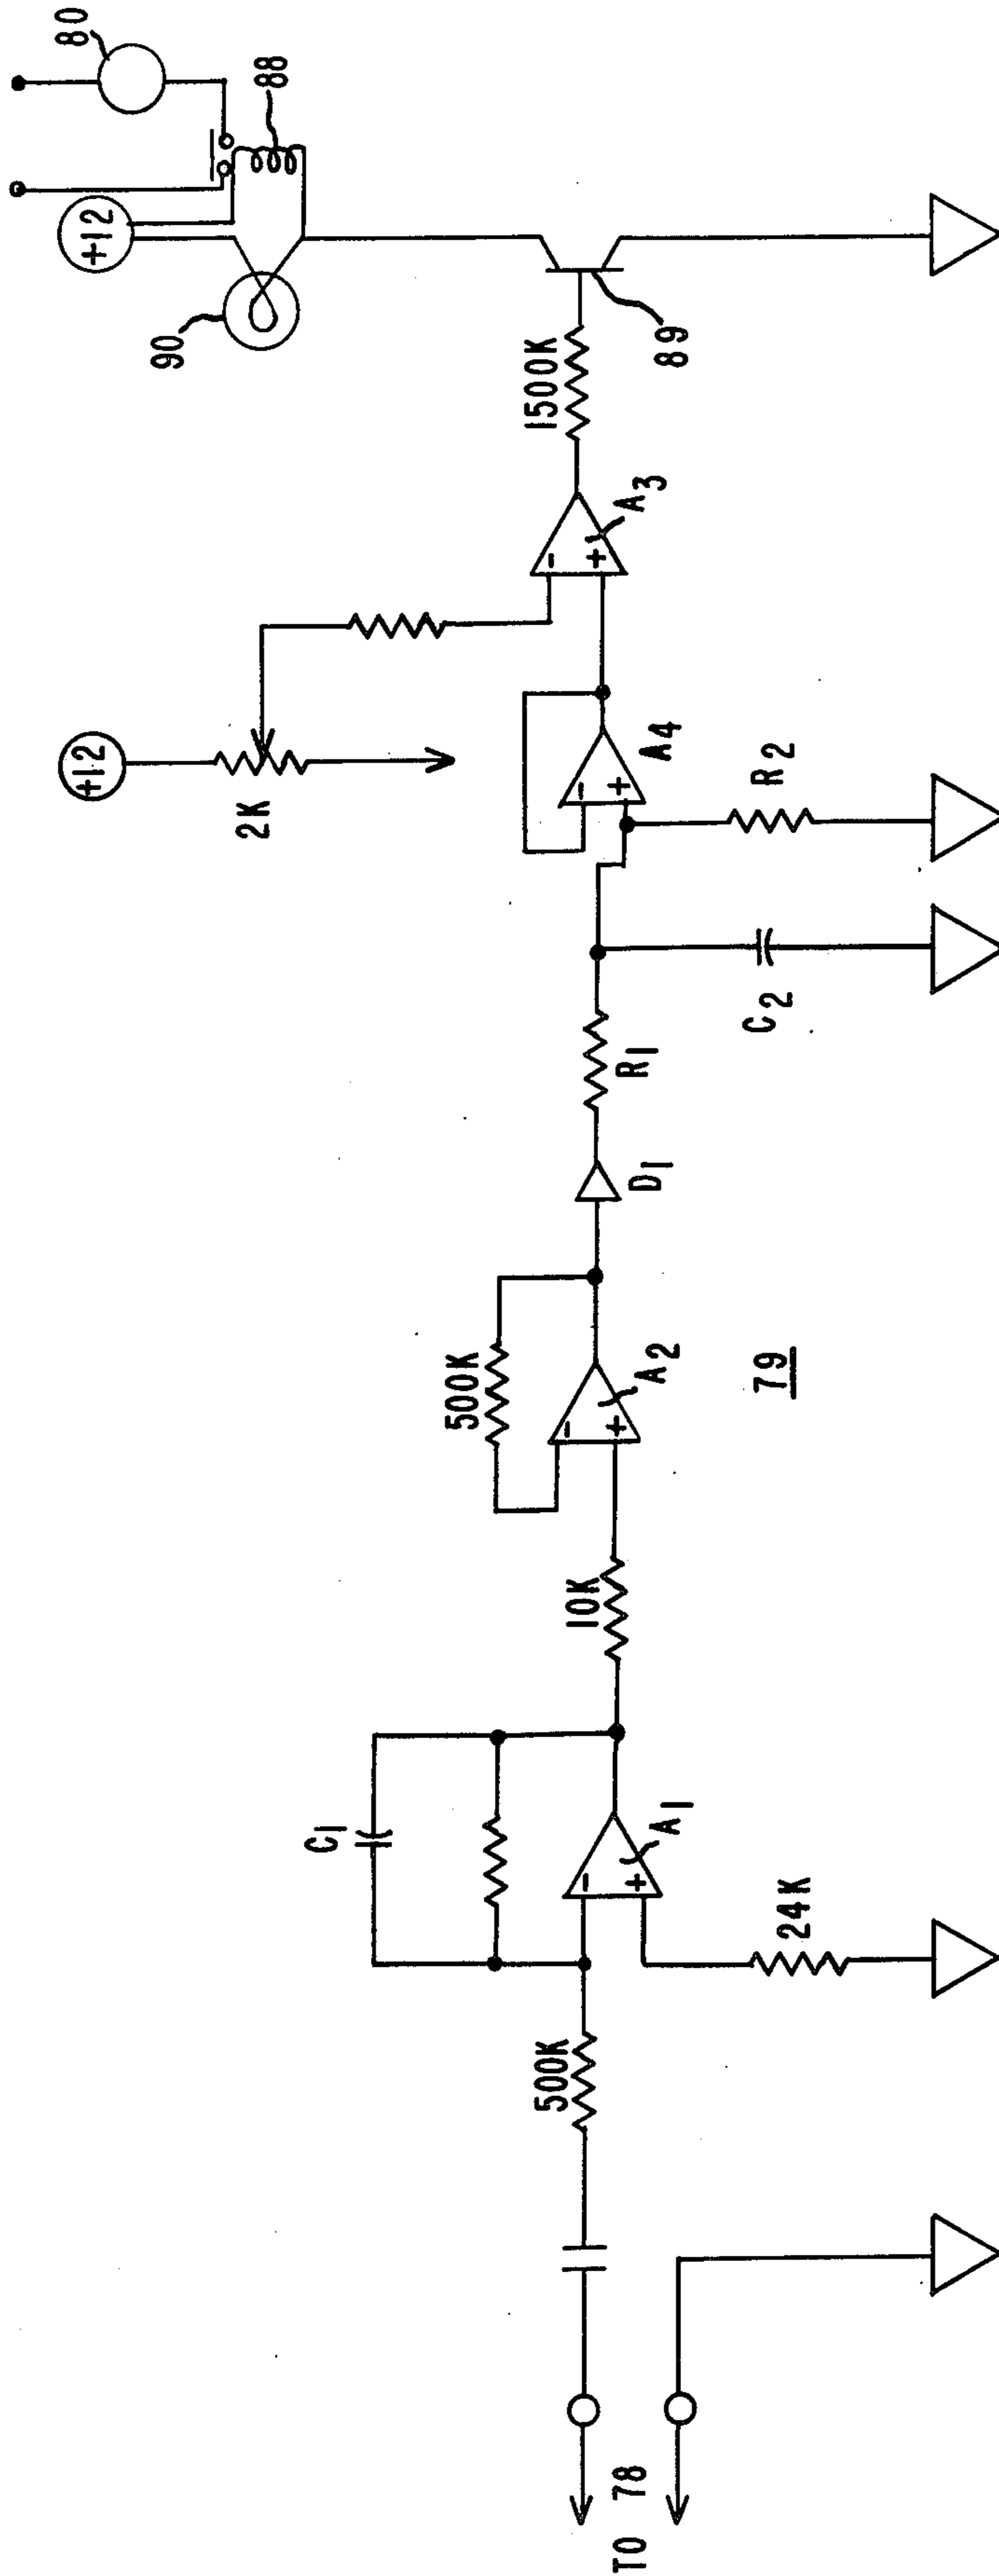 TO 78
500K
C1
A1
24K
10K
500K
A2
79
D1
R1
C2
R2
A4
+12
2K
A3
1500K
89
90
+12
88
80
- +
- +
- +
- +